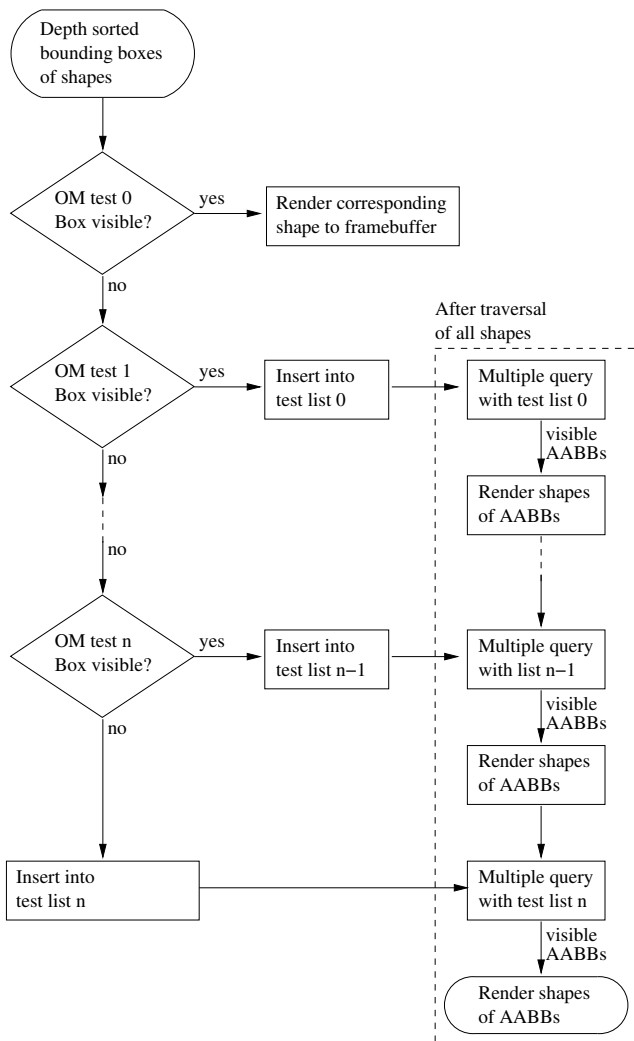 Depth sorted
bounding boxes
of shapes
OM test 0
Box visible?
yes
Render corresponding
shape to framebuffer
no
After traversal
of all shapes
OM test 1
Box visible?
yes
Insert into
test list 0
Multiple query
with test list 0
no
visible
AABBs
Render shapes
of AABBs
no
OM test n
Box visible?
yes
Insert into
test list n−1
Multiple query
with list n−1
no
visible
AABBs
Render shapes
of AABBs
Insert into
test list n
Multiple query
with test list n
visible
AABBs
Render shapes
of AABBs